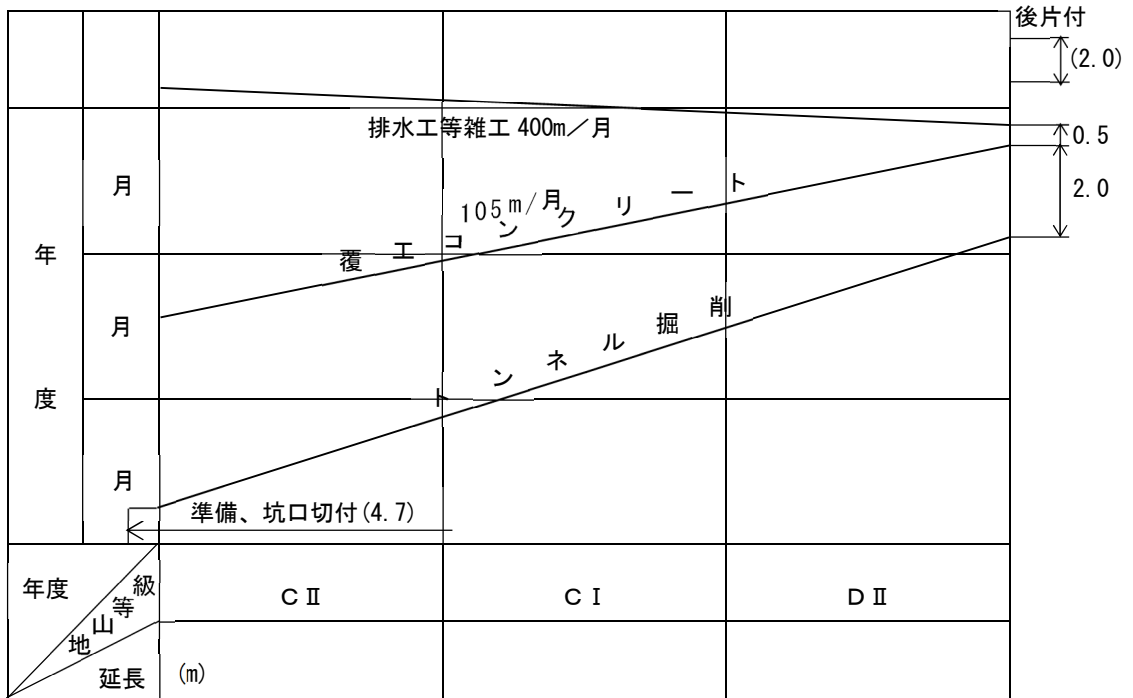 後片付
(2.0)
排水工等雑工 400m／月
0.5
2.0
月
105m/月
覆工コンクリート
年度
月
トンネル掘削
月
準備、坑口切付(4.7)
年度
地山等級
ＣⅡ
ＣⅠ
ＤⅡ
延長
(m)